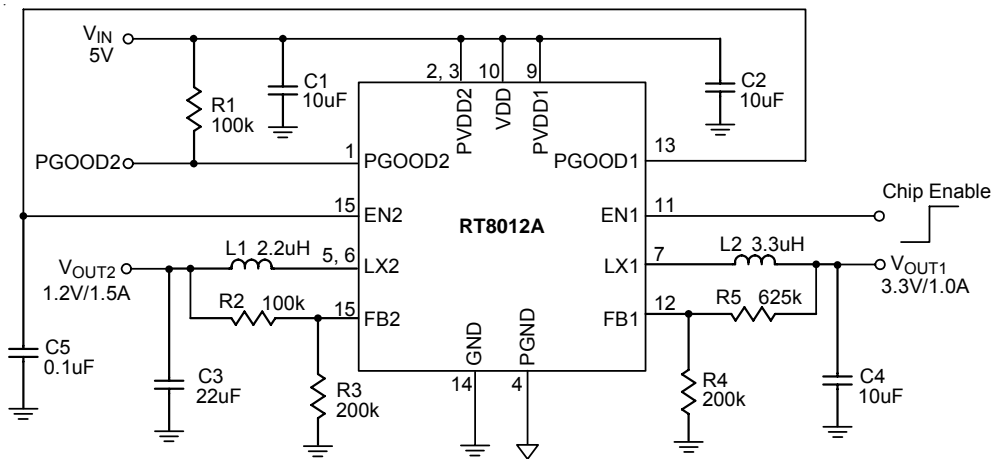 VIN
5V
2, 3
10
9
C1
10uF
C2
10uF
R1
100k
PVDD2
VDD
PVDD1
PGOOD2
1
PGOOD2
PGOOD1
13
15
EN2
RT8012A
EN1
11
Chip Enable
VOUT2
1.2V/1.5A
L1 2.2uH
5, 6
LX2
LX1
7
L2 3.3uH
VOUT1
3.3V/1.0A
R2 100k
15
FB2
FB1
12
R5 625k
GND
PGND
C5
0.1uF
C3
22uF
R3
200k
14
4
R4
200k
C4
10uF